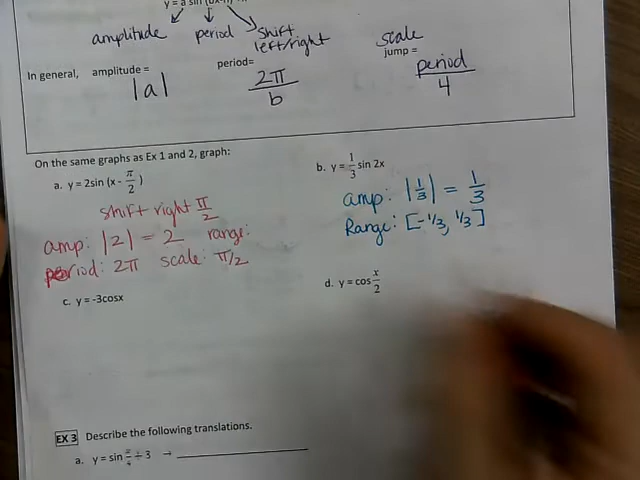 y = a sin
amplitude period shift left/right
scale
In general, amplitude = |a| period= 2π/b jump = period/4
On the same graphs as Ex 1 and 2, graph:
a. y = 2sin (x - π/2)
shift right π/2
amp: |2| = 2 range:
period: 2π scale: π/2
b. y = 1/3 sin 2x
amp: |1/3| = 1/3
Range: [-1/3, 1/3]
c. y = -3cosx
d. y = cos x/2
EX 3 Describe the following translations.
a. y = sin + 3 →